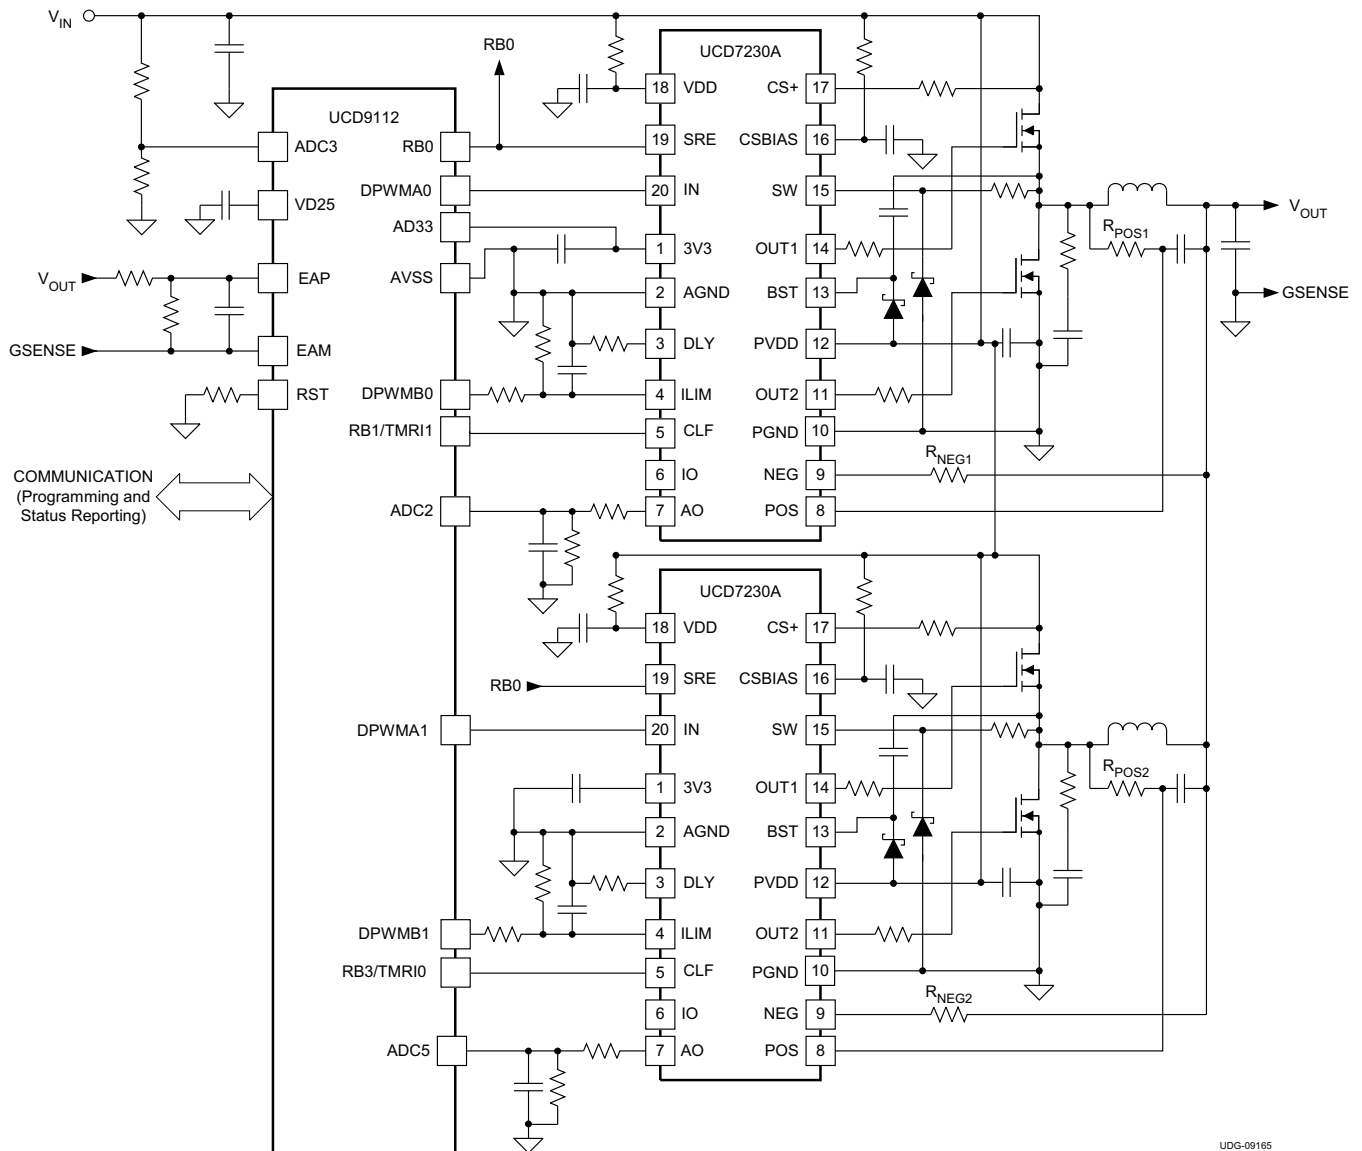 V_IN
RB0
UCD7230A
18 VDD CS+ 17
UCD9112
ADC3 RB0 19 SRE CSBIAS 16
DPWMA0 20 IN SW 15
VD25
V_OUT
AD33
R_POS1
1 3V3 OUT1 14
AVSS
V_OUT EAP
2 AGND BST 13
GSENSE
GSENSE EAM
3 DLY PVDD 12
RST DPWMB0 4 ILIM OUT2 11
RB1/TMRI1 5 CLF PGND 10
R_NEG1
COMMUNICATION
(Programming and
Status Reporting)
6 IO NEG 9
ADC2 7 AO POS 8
UCD7230A
18 VDD CS+ 17
RB0 19 SRE CSBIAS 16
DPWMA1 20 IN SW 15
R_POS2
1 3V3 OUT1 14
2 AGND BST 13
3 DLY PVDD 12
DPWMB1 4 ILIM OUT2 11
RB3/TMRI0 5 CLF PGND 10
R_NEG2
6 IO NEG 9
ADC5 7 AO POS 8
UDG-09165